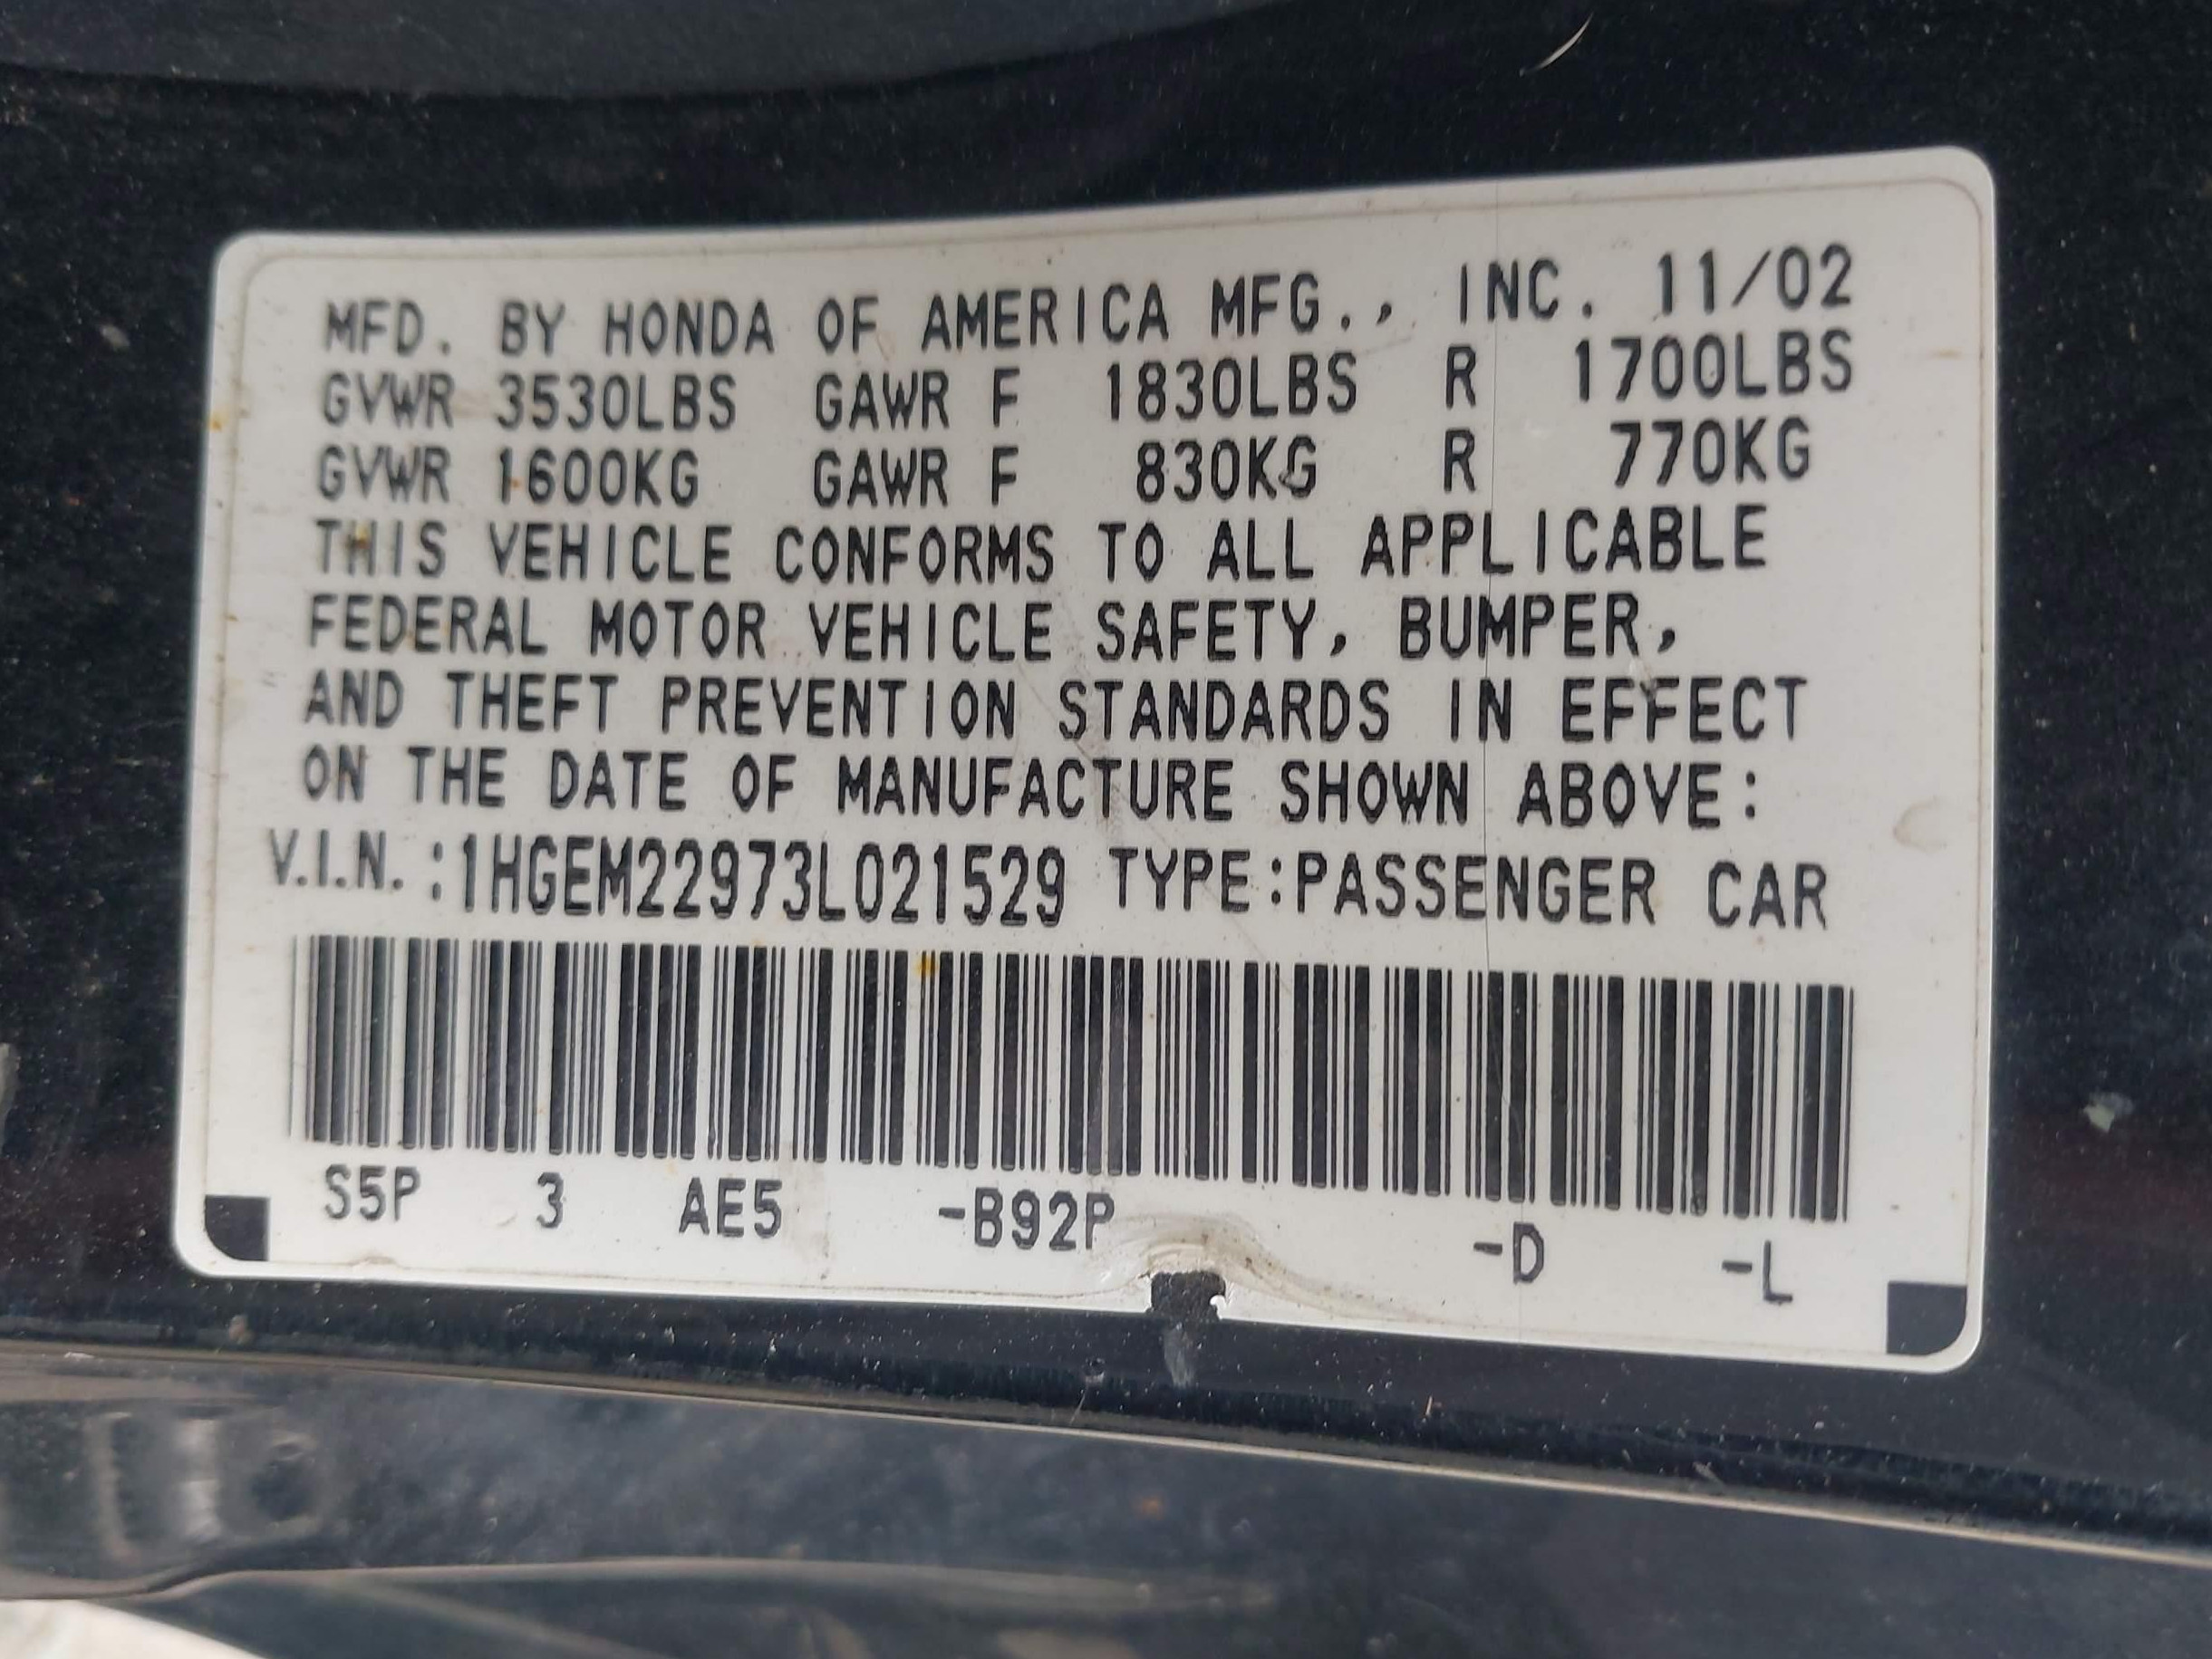 MFD. BY HONDA OF AMERICA MFG., INC. 11/02
GVWR 3530LBS GAWR F 1830LBS R 1700LBS
GVWR 1600KG GAWR F 830KG R 770KG
THIS VEHICLE CONFORMS TO ALL APPLICABLE
FEDERAL MOTOR VEHICLE SAFETY, BUMPER,
AND THEFT PREVENTION STANDARDS IN EFFECT
ON THE DATE OF MANUFACTURE SHOWN ABOVE:
V.I.N.:1HGEM22973L021529 TYPE:PASSENGER CAR
S5P 3 AE5 -B92P -D -L